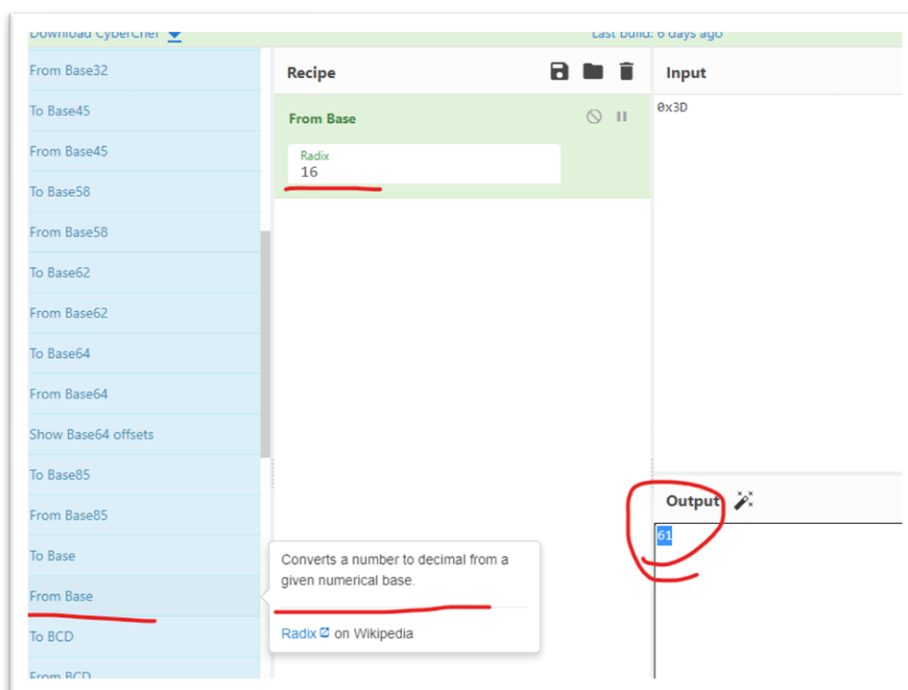 Download CyberChef
Last build: 6 days ago
From Base32
To Base45
From Base45
To Base58
From Base58
To Base62
From Base62
To Base64
From Base64
Show Base64 offsets
To Base85
From Base85
To Base
From Base
To BCD
From BCD
Recipe
From Base
Radix
16
Converts a number to decimal from a
given numerical base.
Radix on Wikipedia
Input
0x3D
Output
61